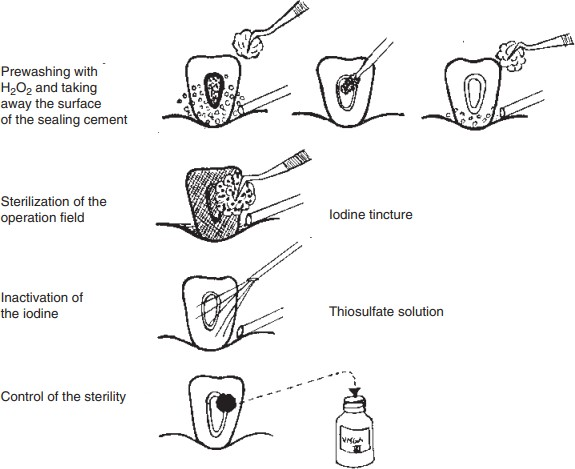 Prewashing with
H₂O₂ and taking
away the surface
of the sealing cement
Sterilization of the
operation field
Iodine tincture
Inactivation of
the iodine
Thiosulfate solution
Control of the sterility